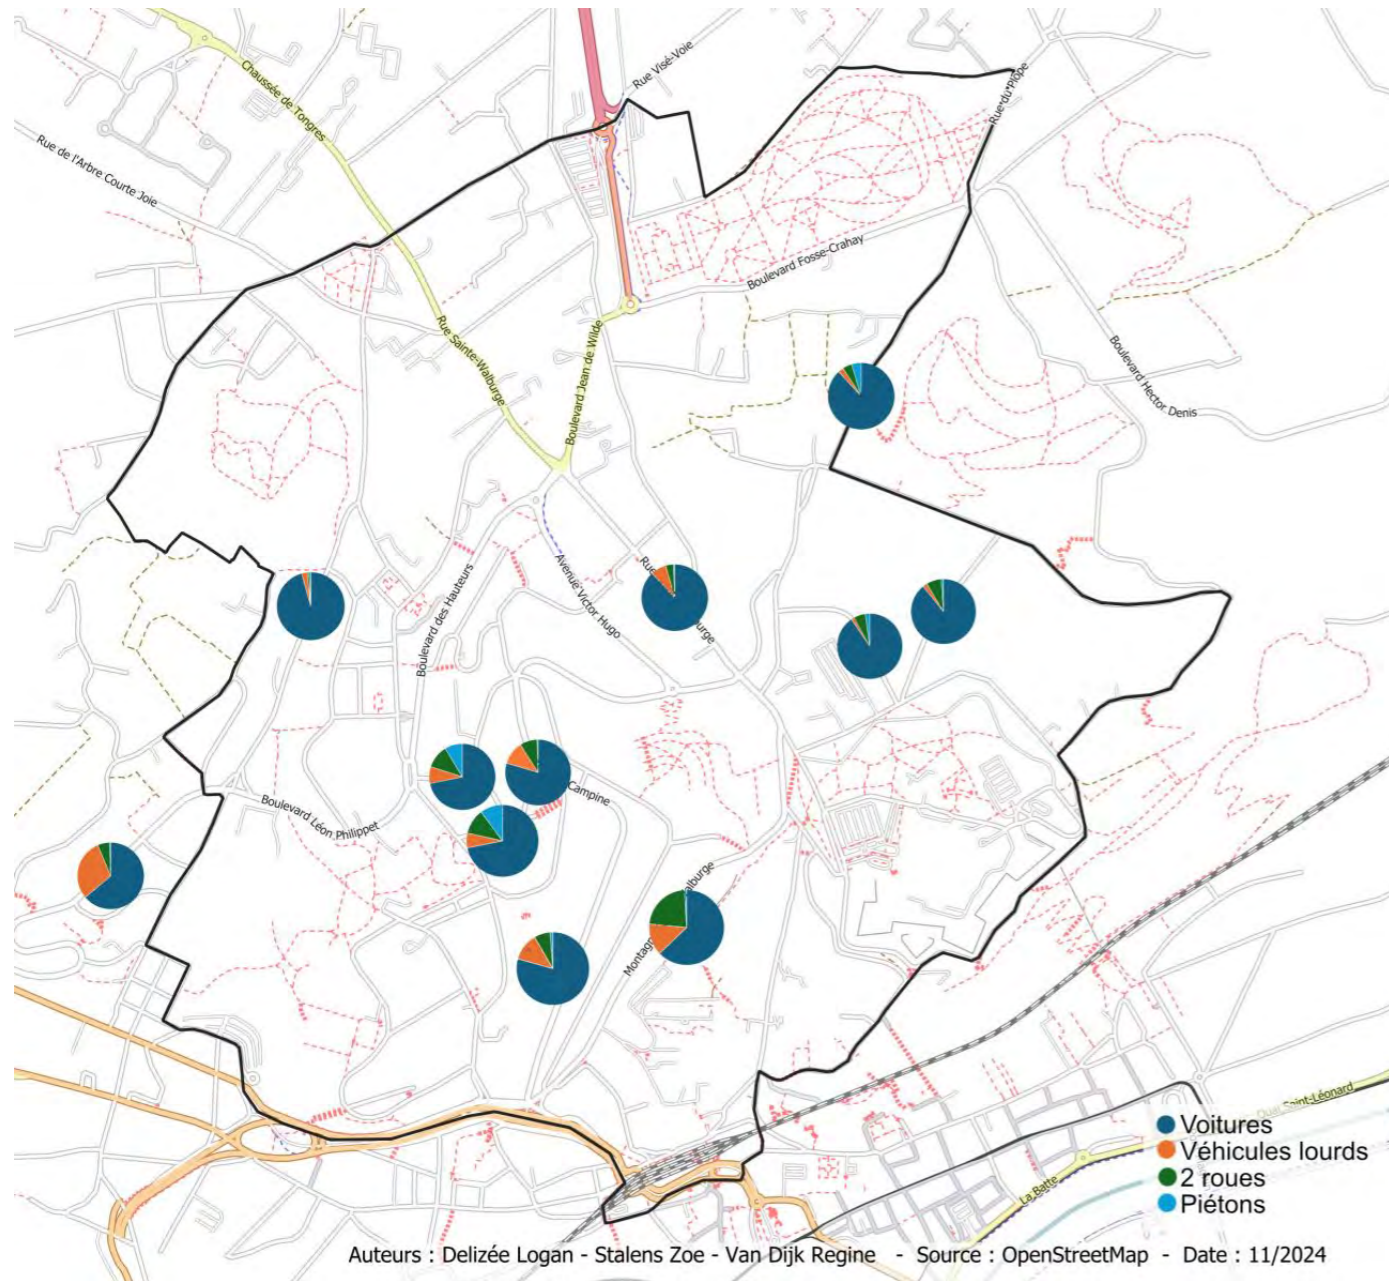 Rue Visé-Voie
Chaussée de Tongres
Rue du Plope
Rue de l'Arbre Courte Joie
Boulevard Fosse-Crahay
Rue Sainte-Walburge
Boulevard Jean de Wilde
Boulevard Hector Denis
Avenue Victor Hugo
Boulevard des Hauteurs
Campine
Boulevard Léon Philippet
Quai Saint-Léonard
La Batte
Voitures
Véhicules lourds
2 roues
Piétons
Auteurs : Delizée Logan - Stalens Zoe - Van Dijk Regine - Source : OpenStreetMap - Date : 11/2024